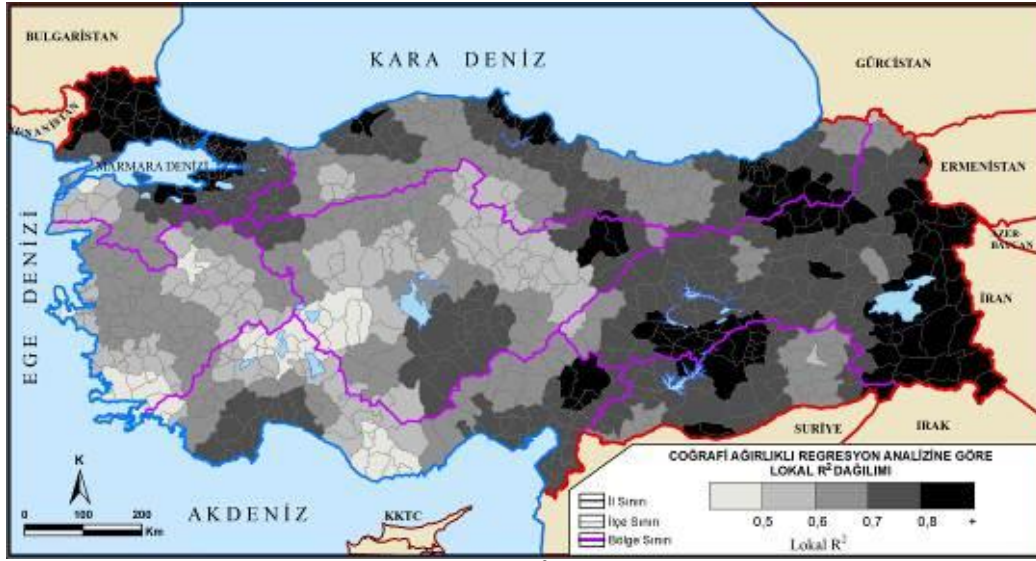 BULGARİSTAN
KARA DENİZ
GÜRCİSTAN
MARMARA DENİZİ
ERMENİSTAN
AZER-
BAYCAN
İRAN
EGE DENİZİ
SURİYE
IRAK
K
0 100 200
Km
AKDENİZ
KKTC
COĞRAFİ AĞIRLIKLI REGRESYON ANALİZİNE GÖRE
LOKAL R² DAĞILIMI
İl Sınırı
İlçe Sınırı
Bölge Sınırı
0,5 0,6 0,7 0,8 +
Lokal R²